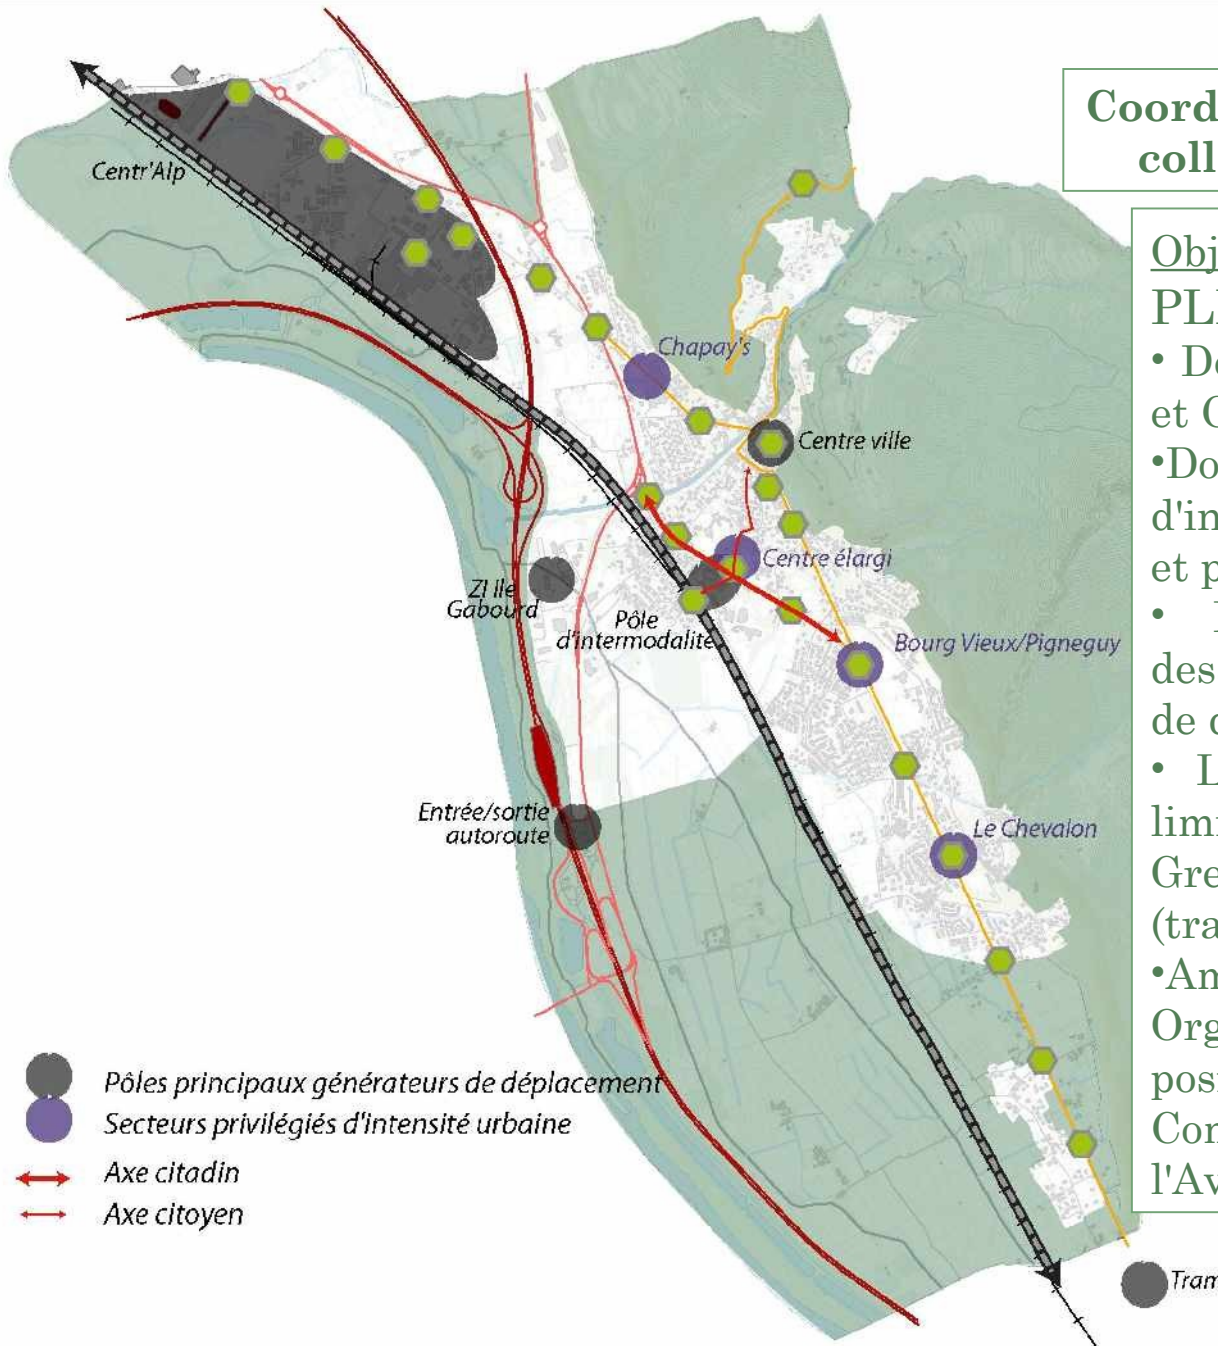 Centr'Alp
Chapay's
Centre ville
Centre élargi
ZI Ile
Gabourd
Pôle
d'intermodalité
Bourg Vieux/Pigneguy
Entrée/sortie
autoroute
Le Chevalon
Pôles principaux générateurs de déplacement
Secteurs privilégiés d'intensité urbaine
Axe citadin
Axe citoyen
Tram
Coord
coll
Obj
• D
et
•Do
d'in
et p
•
des
de
• L
lim
Gre
(tra
•Am
Org
pos
Con
l'Av